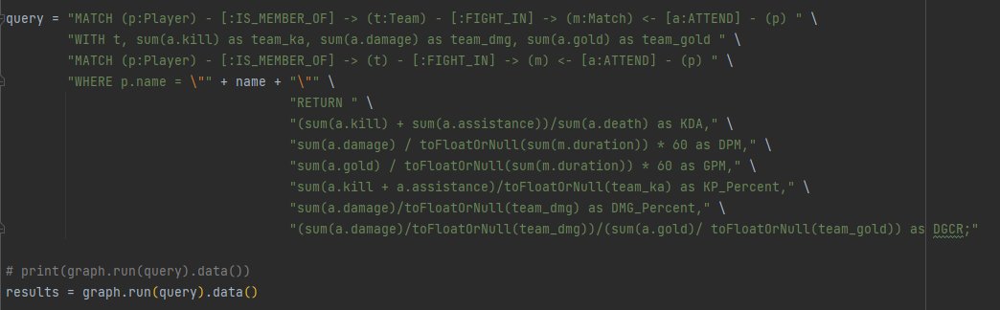 query = "MATCH (p:Player) - [:IS_MEMBER_OF] -> (t:Team) - [:FIGHT_IN] -> (m:Match) <- [a:ATTEND] - (p) " \
"WITH t, sum(a.kill) as team_ka, sum(a.damage) as team_dmg, sum(a.gold) as team_gold " \
"MATCH (p:Player) - [:IS_MEMBER_OF] -> (t) - [:FIGHT_IN] -> (m) <- [a:ATTEND] - (p) " \
"WHERE p.name = \"" + name + "\"" \
"RETURN " \
"(sum(a.kill) + sum(a.assistance))/sum(a.death) as KDA," \
"sum(a.damage) / toFloatOrNull(sum(m.duration)) * 60 as DPM," \
"sum(a.gold) / toFloatOrNull(sum(m.duration)) * 60 as GPM," \
"sum(a.kill + a.assistance)/toFloatOrNull(team_ka) as KP_Percent," \
"sum(a.damage)/toFloatOrNull(team_dmg) as DMG_Percent," \
"(sum(a.damage)/toFloatOrNull(team_dmg))/(sum(a.gold)/ toFloatOrNull(team_gold)) as DGCR;"
# print(graph.run(query).data())
results = graph.run(query).data()